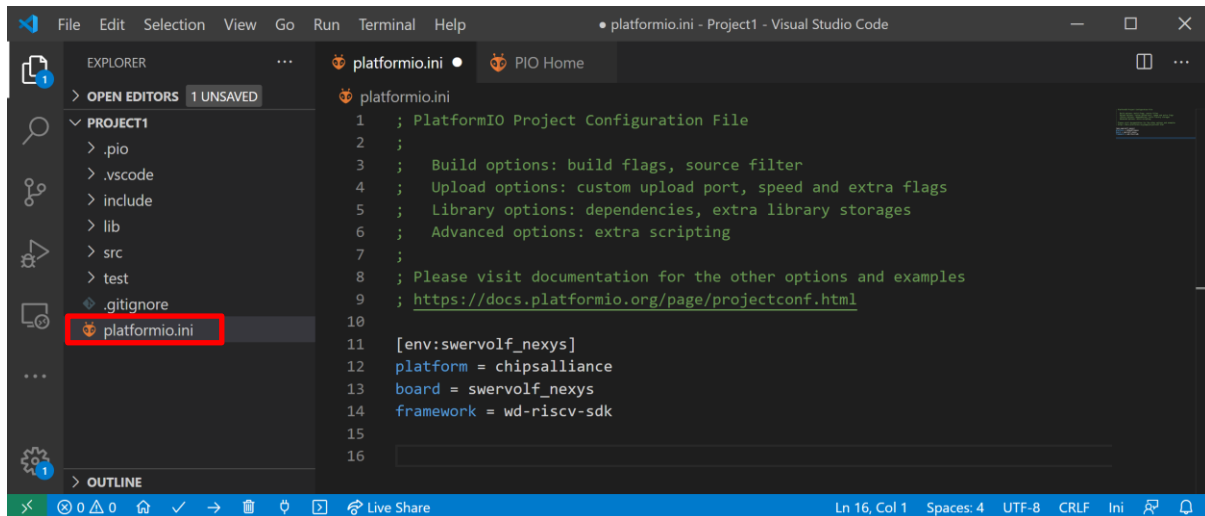 File Edit Selection View Go Run Terminal Help ● platformio.ini - Project1 - Visual Studio Code
EXPLORER ···
platformio.ini ● PIO Home ···
> OPEN EDITORS 1 UNSAVED
platformio.ini
PROJECT1
> .pio
> .vscode
> include
> lib
> src
> test
.gitignore
platformio.ini
> OUTLINE
1 ; PlatformIO Project Configuration File
2 ;
3 ;   Build options: build flags, source filter
4 ;   Upload options: custom upload port, speed and extra flags
5 ;   Library options: dependencies, extra library storages
6 ;   Advanced options: extra scripting
7 ;
8 ; Please visit documentation for the other options and examples
9 ; https://docs.platformio.org/page/projectconf.html
10
11 [env:swervolf_nexys]
12 platform = chipsalliance
13 board = swervolf_nexys
14 framework = wd-riscv-sdk
15
16
1
1
0 0 Live Share Ln 16, Col 1 Spaces: 4 UTF-8 CRLF Ini